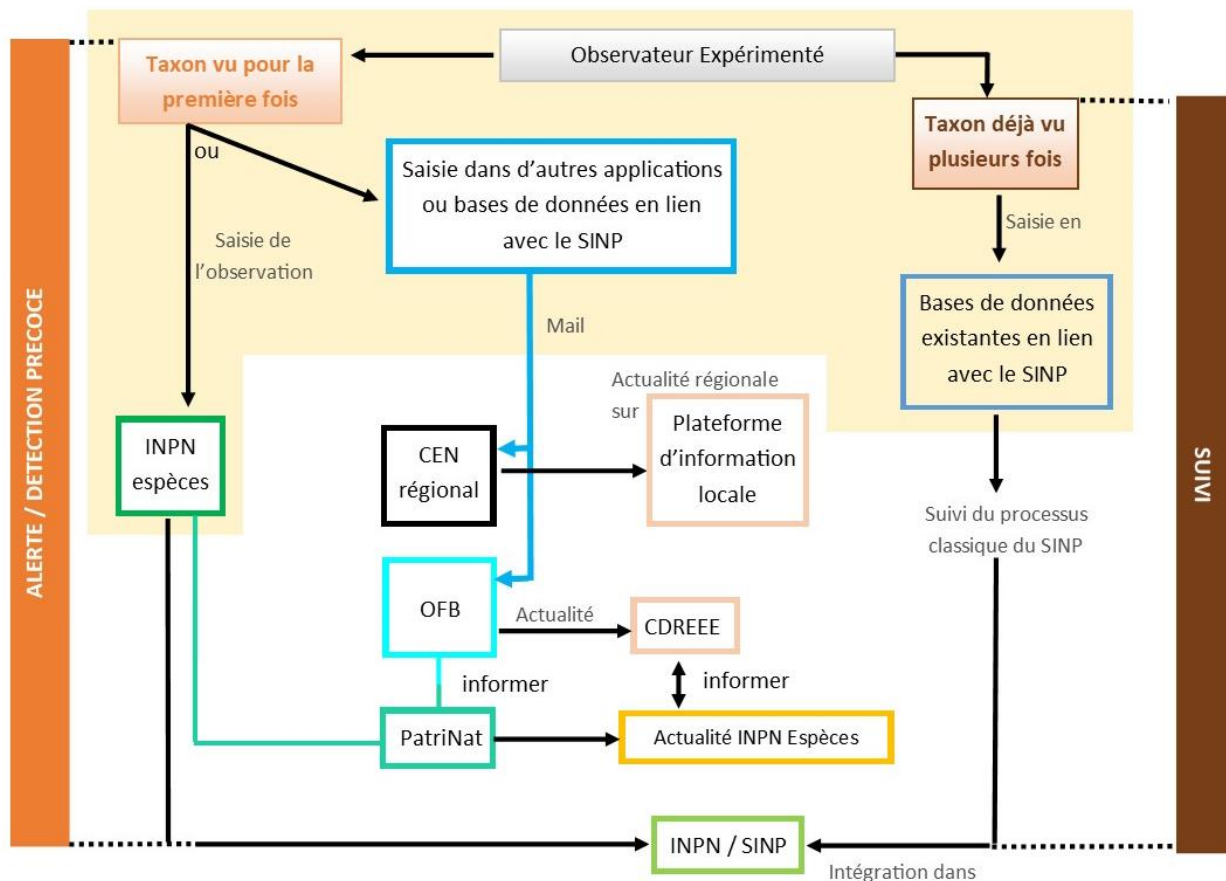 Observateur Expérimenté
Taxon vu pour la
première fois
Taxon déjà vu
plusieurs fois
ou
Saisie dans d’autres applications
ou bases de données en lien
avec le SINP
Saisie de
l’observation
Saisie en
Bases de données
existantes en lien
avec le SINP
Mail
Actualité régionale
sur
Plateforme
d’information
locale
INPN
espèces
CEN
régional
Suivi du processus
classique du SINP
OFB
Actualité
CDREEE
informer
informer
PatriNat
Actualité INPN Espèces
INPN / SINP
Intégration dans
ALERTE / DETECTION PRECOCE
SUIVI